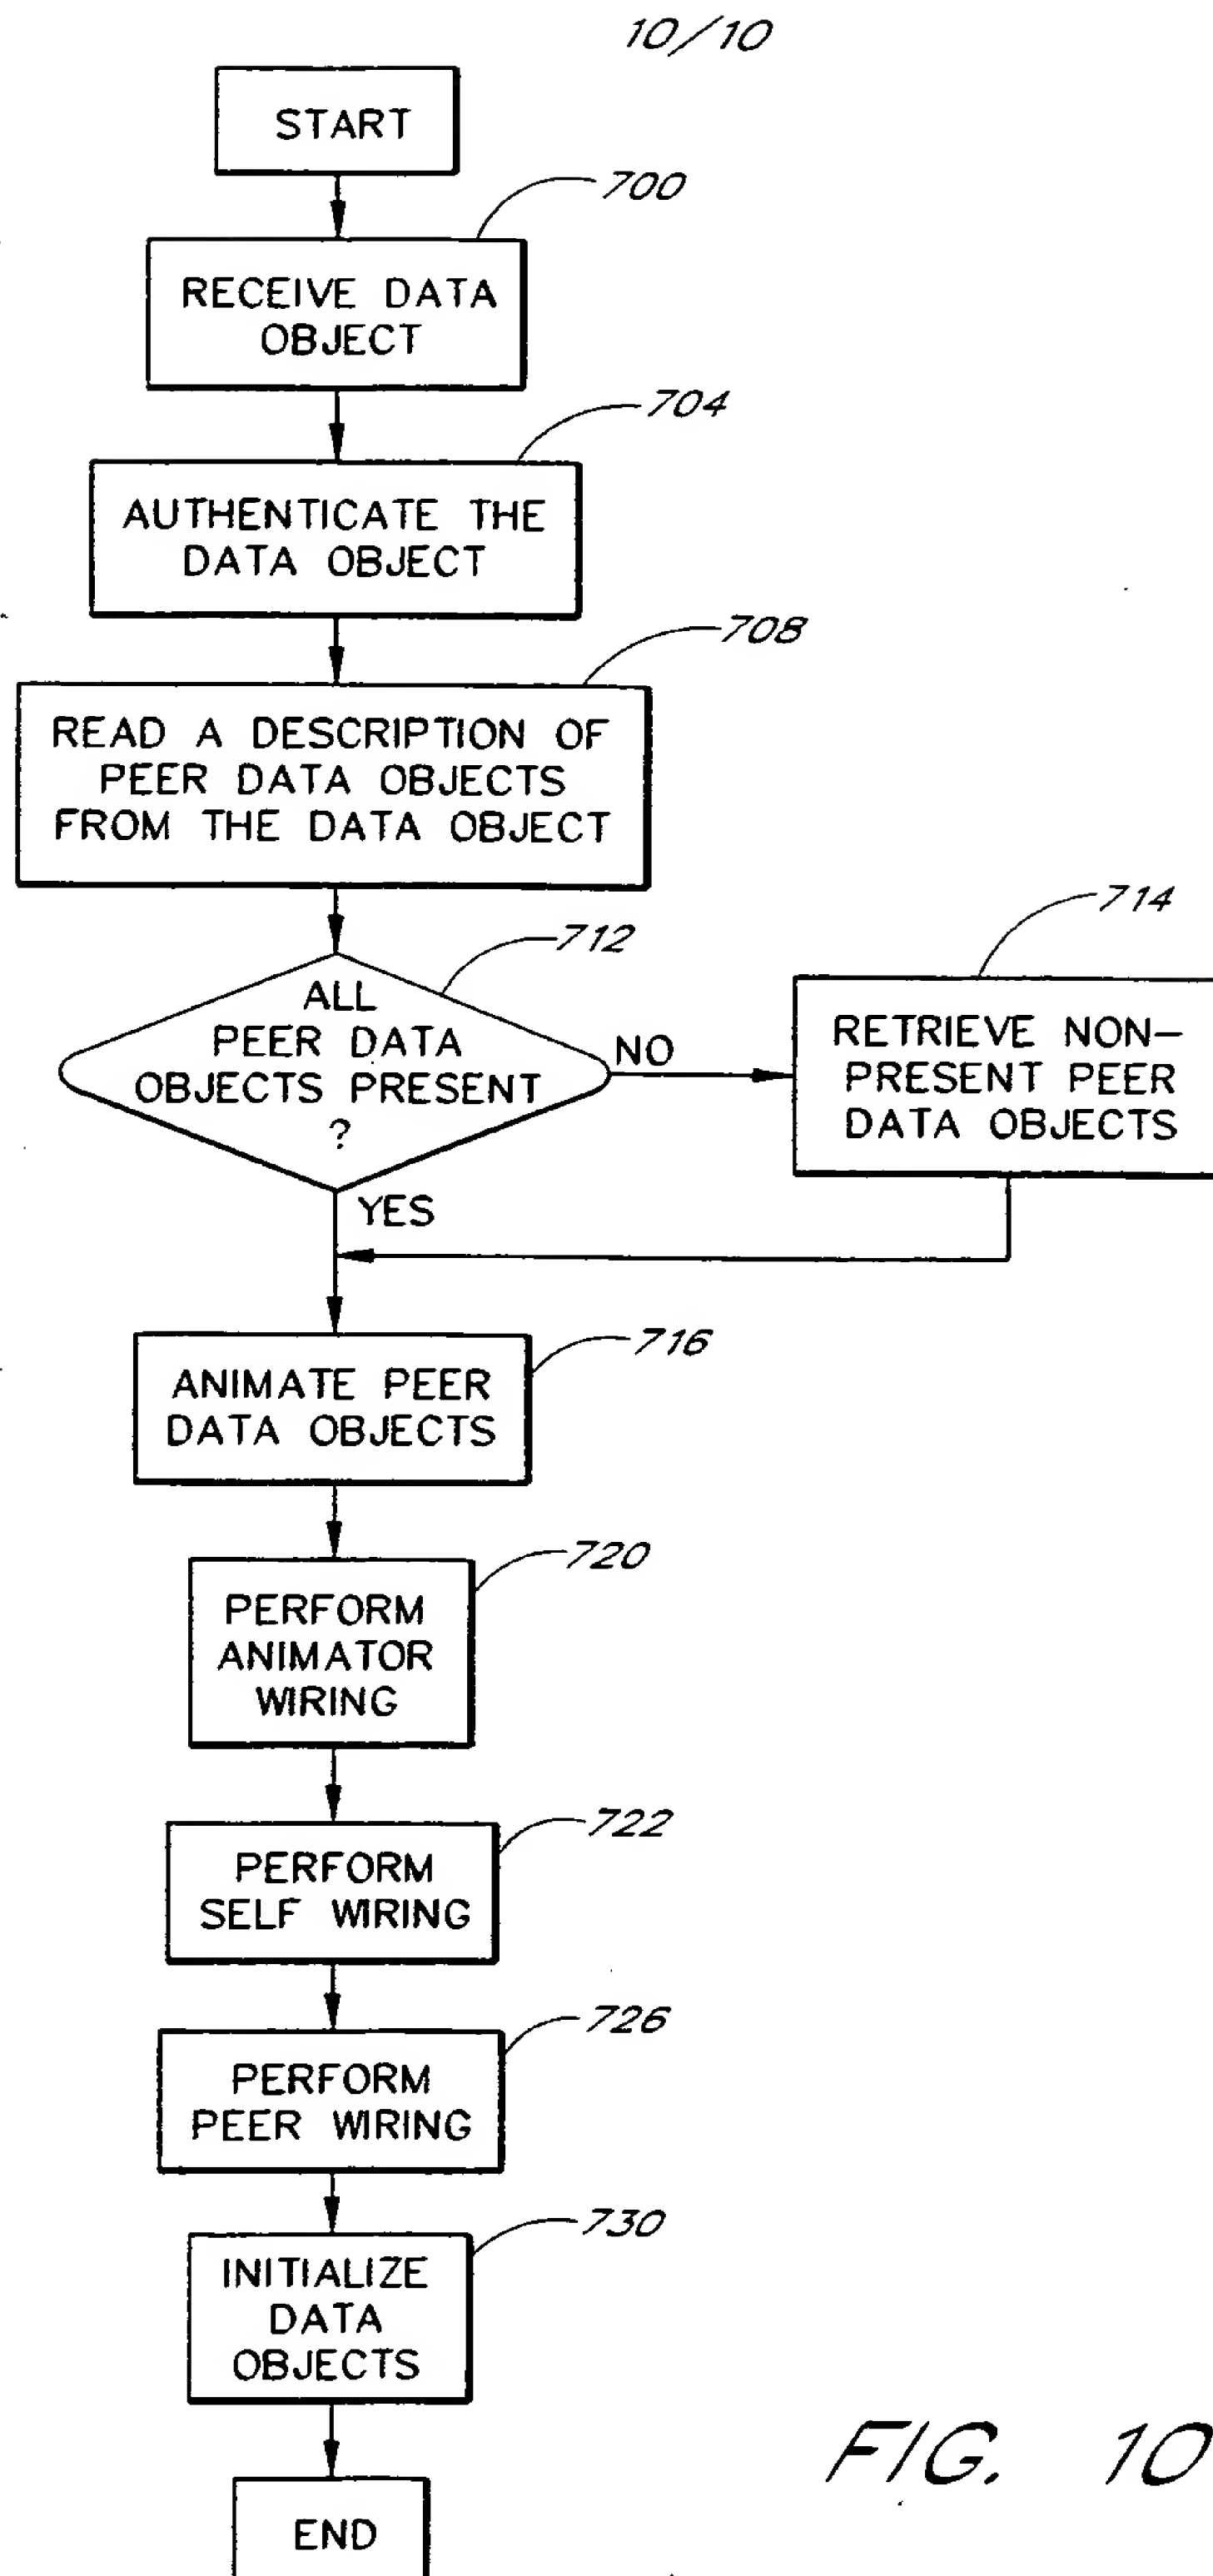 10/10
START
700
RECEIVE DATA
OBJECT
704
AUTHENTICATE THE
DATA OBJECT
708
READ A DESCRIPTION OF
PEER DATA OBJECTS
FROM THE DATA OBJECT
712
ALL
PEER DATA
OBJECTS PRESENT
?
NO
714
RETRIEVE NON-
PRESENT PEER
DATA OBJECTS
YES
716
ANIMATE PEER
DATA OBJECTS
720
PERFORM
ANIMATOR
WIRING
722
PERFORM
SELF WIRING
726
PERFORM
PEER WIRING
730
INITIALIZE
DATA
OBJECTS
END
FIG. 10